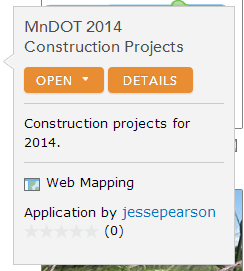 MnDOT 2014
Construction Projects
OPEN
DETAILS
Construction projects for
2014.
Web Mapping
Application by jessepearson
(0)